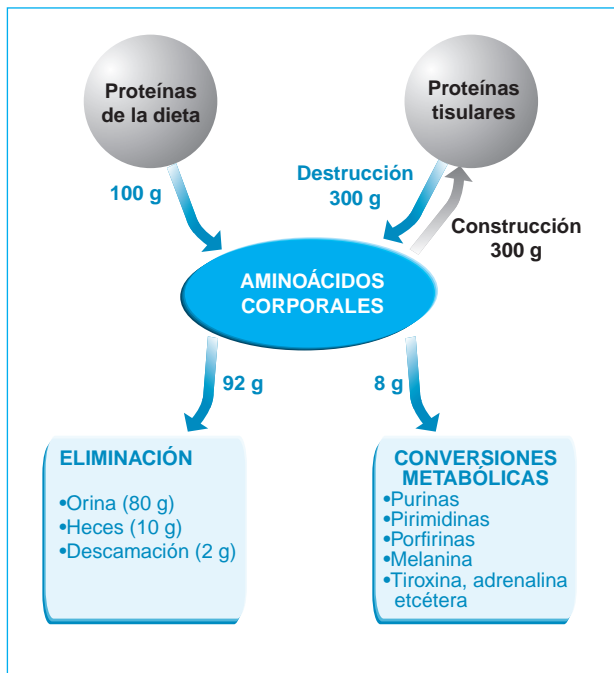 Proteínas
de la dieta
Proteínas
tisulares
100 g
Destrucción
300 g
Construcción
300 g
AMINOÁCIDOS
CORPORALES
92 g
8 g
ELIMINACIÓN
•Orina (80 g)
•Heces (10 g)
•Descamación (2 g)
CONVERSIONES
METABÓLICAS
•Purinas
•Pirimidinas
•Porfirinas
•Melanina
•Tiroxina, adrenalina
etcétera